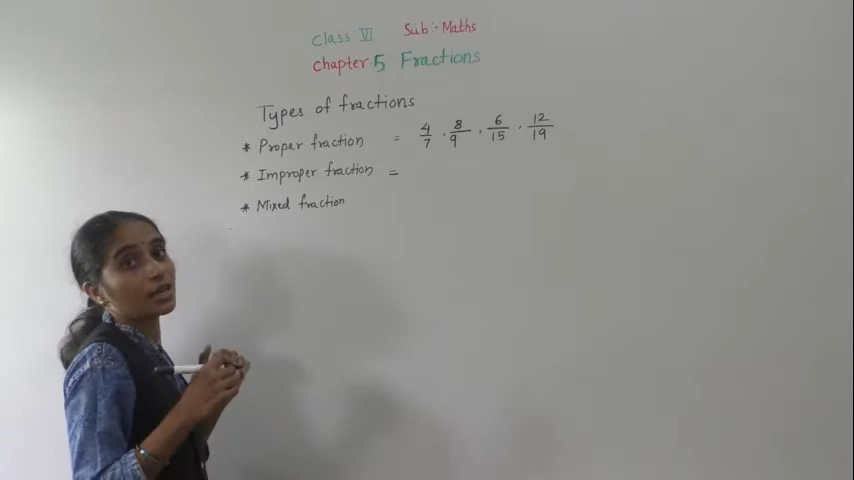 Class VI Sub:- Maths
Chapter 5 Fractions
Types of fractions
* Proper fraction = 4/7, 8/9, 6/15, 12/19
* Improper fraction =
* Mixed fraction